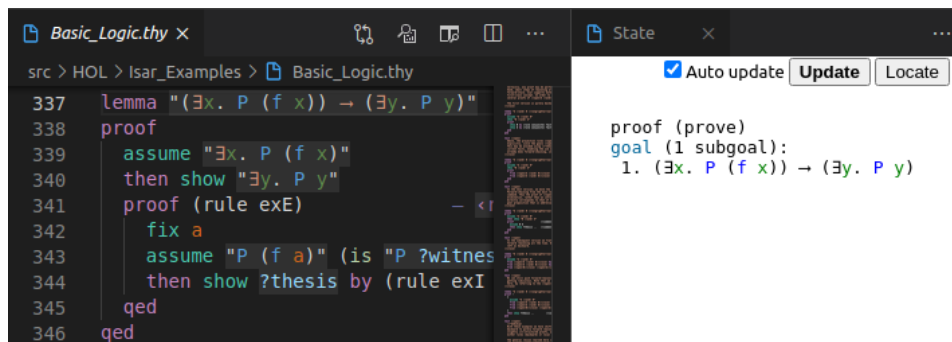 Basic_Logic.thy
src > HOL > Isar_Examples > Basic_Logic.thy
337 lemma "(∃x. P (f x)) → (∃y. P y)"
338 proof
339 assume "∃x. P (f x)"
340 then show "∃y. P y"
341 proof (rule exE) — ‹r
342 fix a
343 assume "P (f a)" (is "P ?witnes
344 then show ?thesis by (rule exI
345 qed
346 qed
State
Auto update Update Locate
proof (prove)
goal (1 subgoal):
1. (∃x. P (f x)) → (∃y. P y)